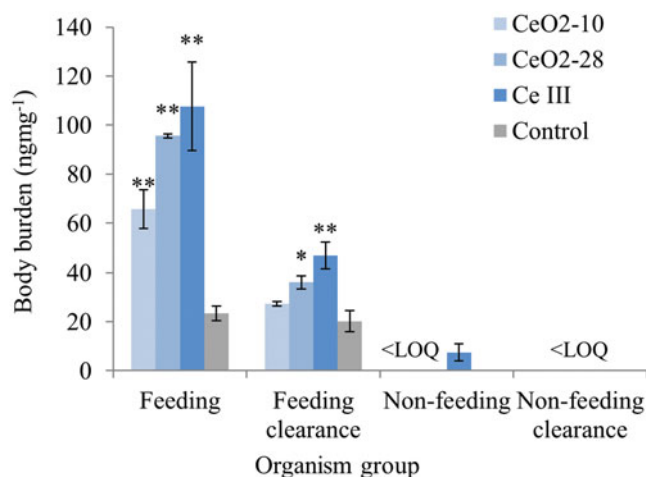 140
120
100
80
60
40
20
0
Body burden (ngmg⁻¹)
CeO2-10
CeO2-28
Ce III
Control
**
**
**
*
**
<LOQ
<LOQ
Feeding
Feeding clearance
Non-feeding
Non-feeding clearance
Organism group